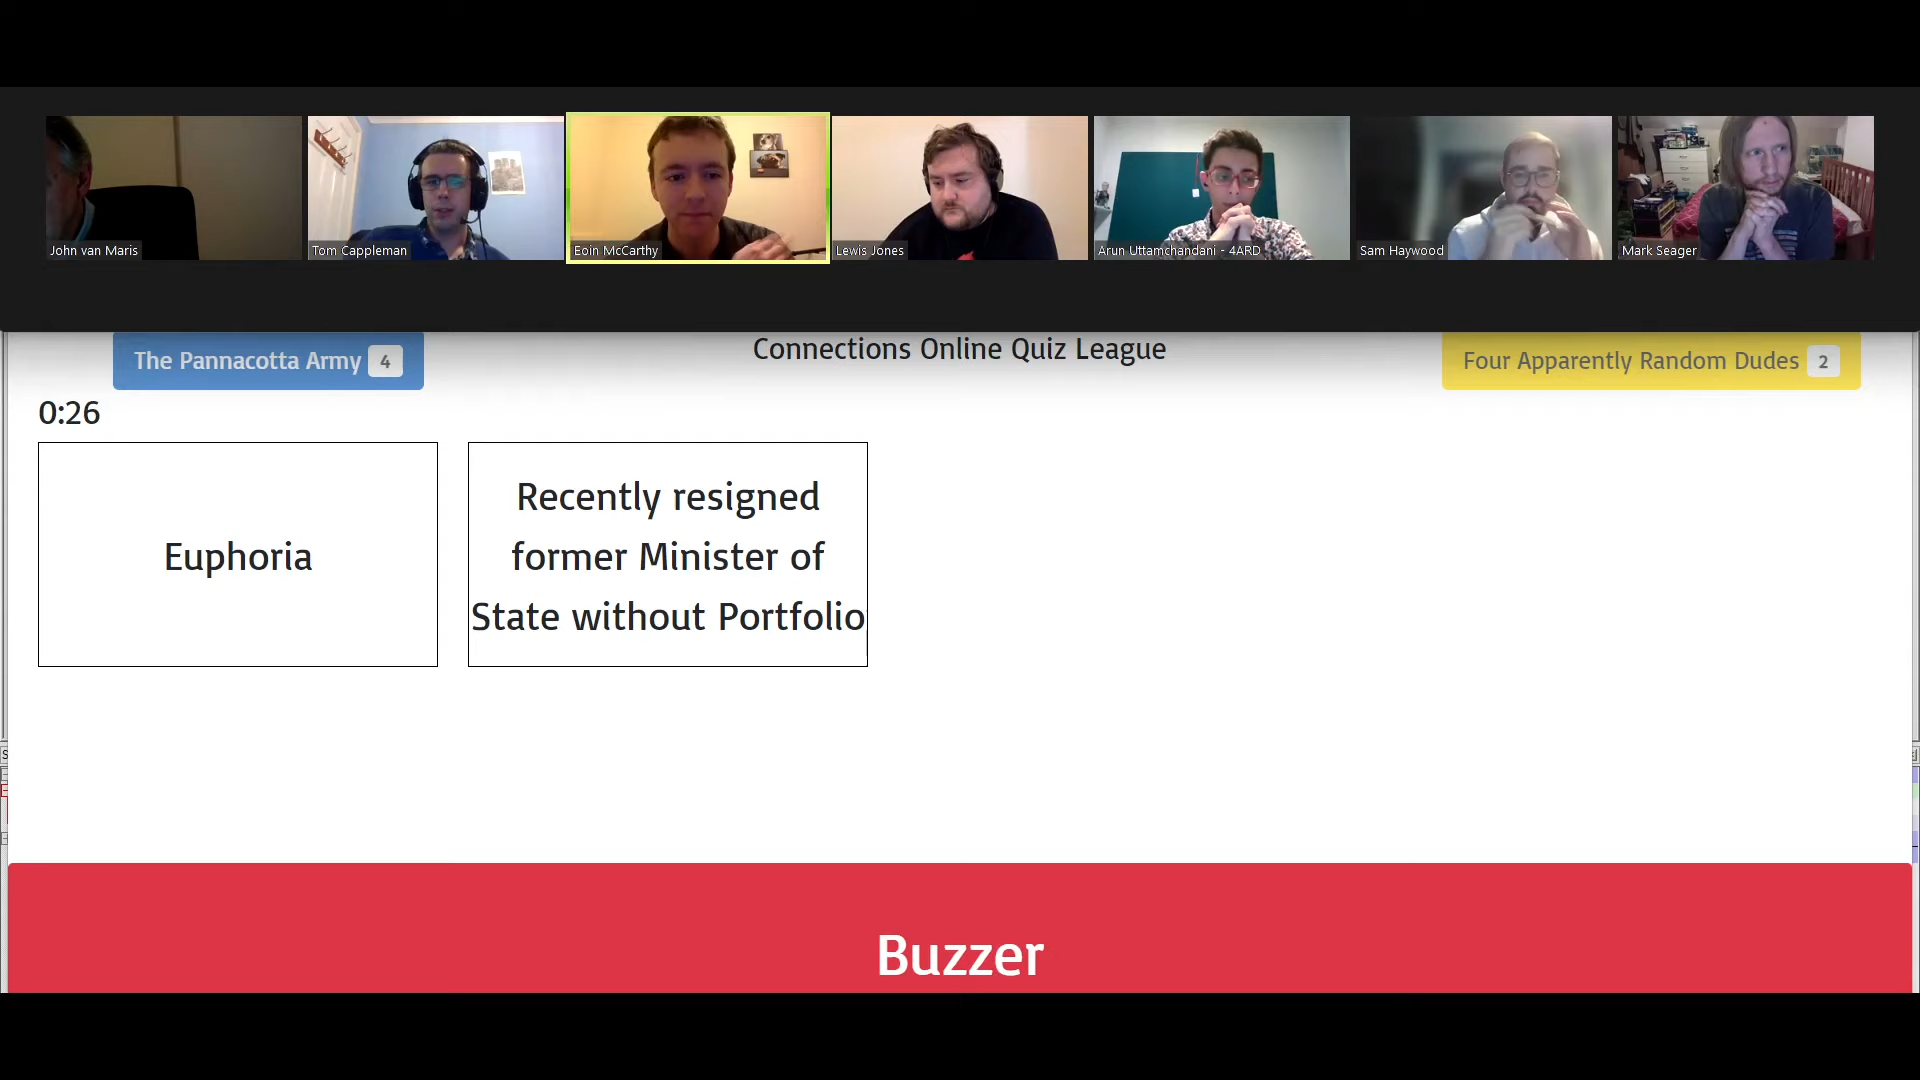 John van Maris
Tom Cappleman
Eoin McCarthy
Lewis Jones
Arun Uttamchandani - 4ARD
Sam Haywood
Mark Seager
The Pannacotta Army 4
Connections Online Quiz League
Four Apparently Random Dudes 2
0:26
Euphoria
Recently resigned
former Minister of
State without Portfolio
Buzzer